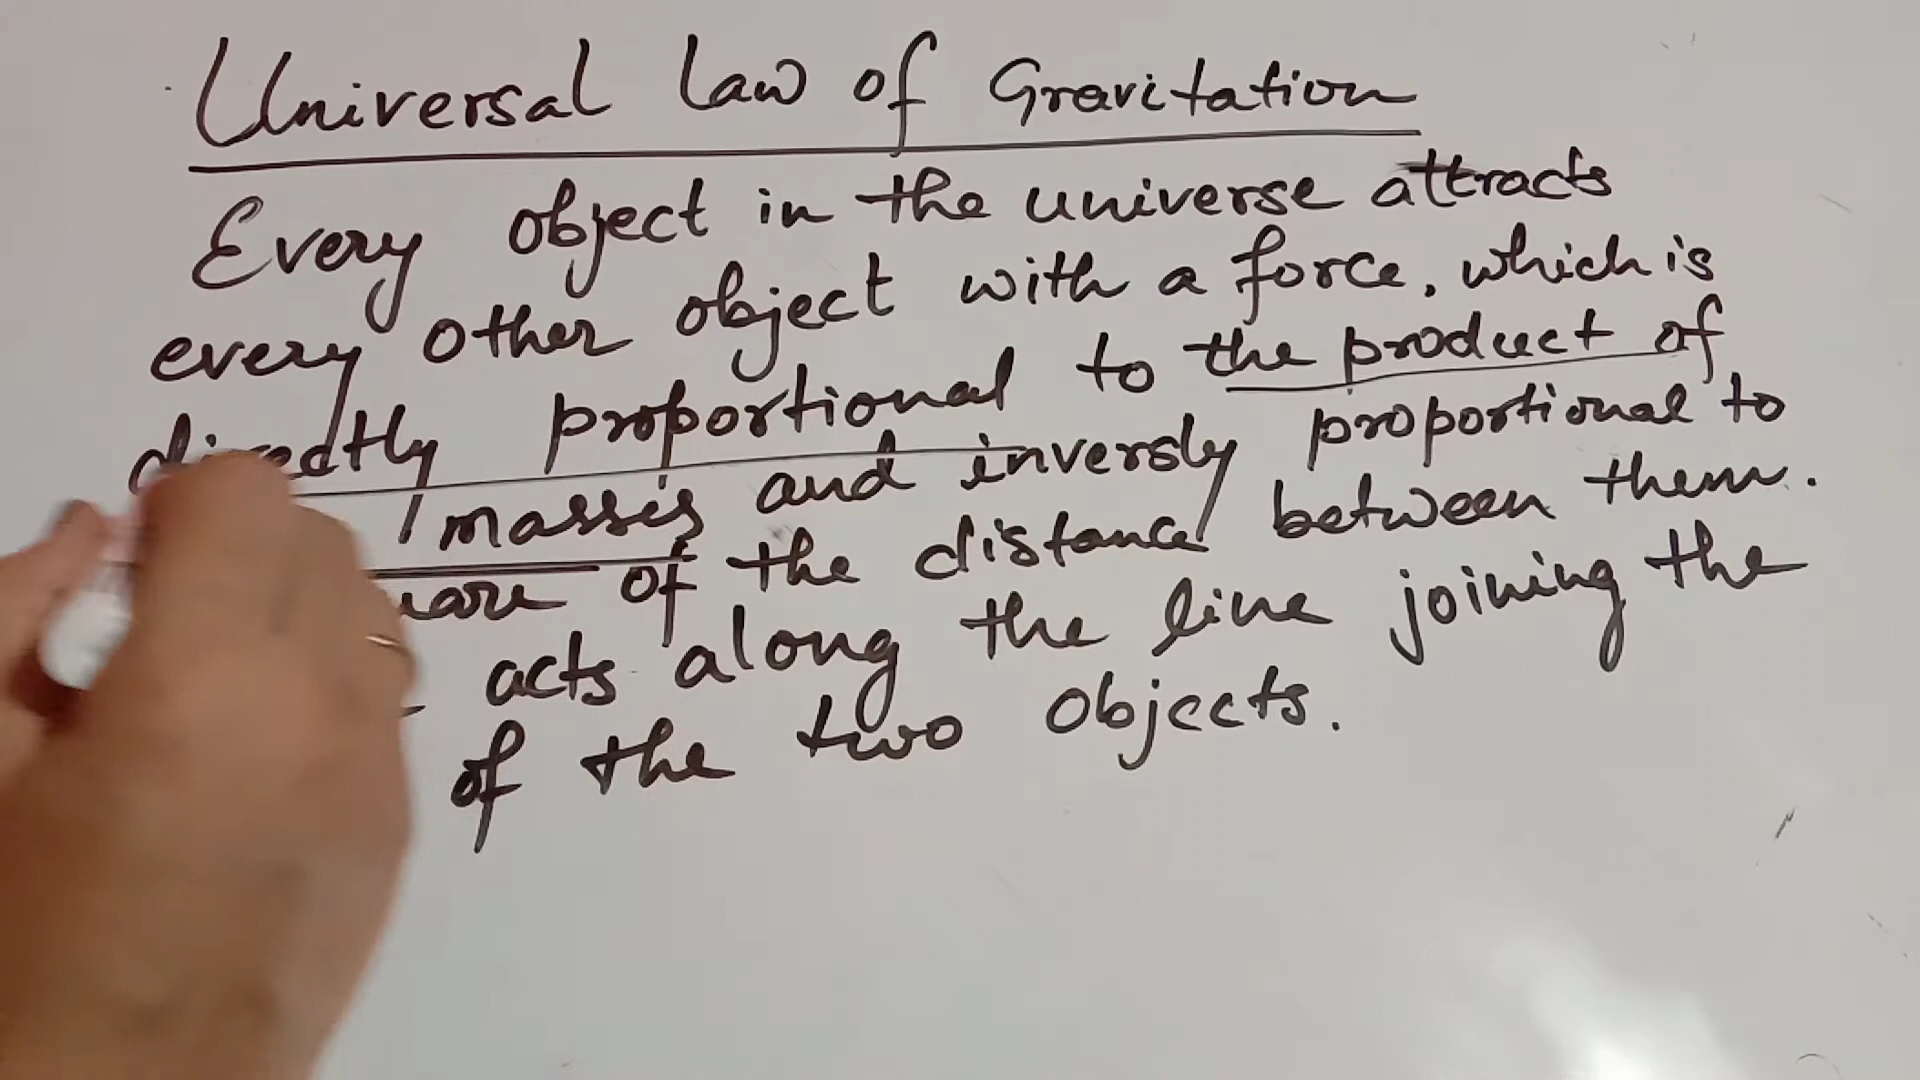 Universal Law of Gravitation
Every object in the universe attracts
every other object with a force, which is
directly proportional to the product of
masses and inversly proportional to
of the distance between them.
acts along the line joining the
of the two objects.